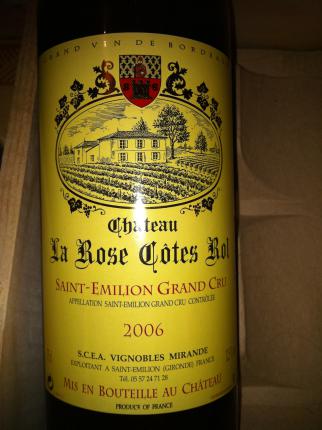 GRAND VIN DE BORDEAUX
Château
La Rose Côtes Rol
SAINT-EMILION GRAND CRU
APPELLATION SAINT-EMILION GRAND CRU CONTRÔLÉE
2006
S.C.E.A. VIGNOBLES MIRANDE
EXPLOITANT A SAINT-EMILION (GIRONDE) FRANCE
Tél. 05 57 24 71 28
MIS EN BOUTEILLE AU CHÂTEAU
PRODUCT OF FRANCE